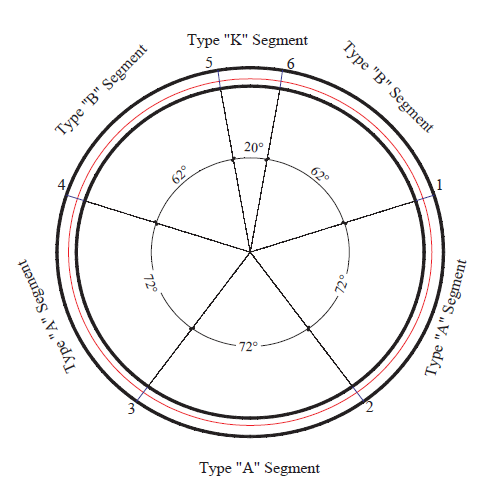 Type "K" Segment
5
6
Type "B" Segment
Type "B" Segment
20°
62°
62°
4
1
72°
72°
Type "A" Segment
Type "A" Segment
72°
3
2
Type "A" Segment